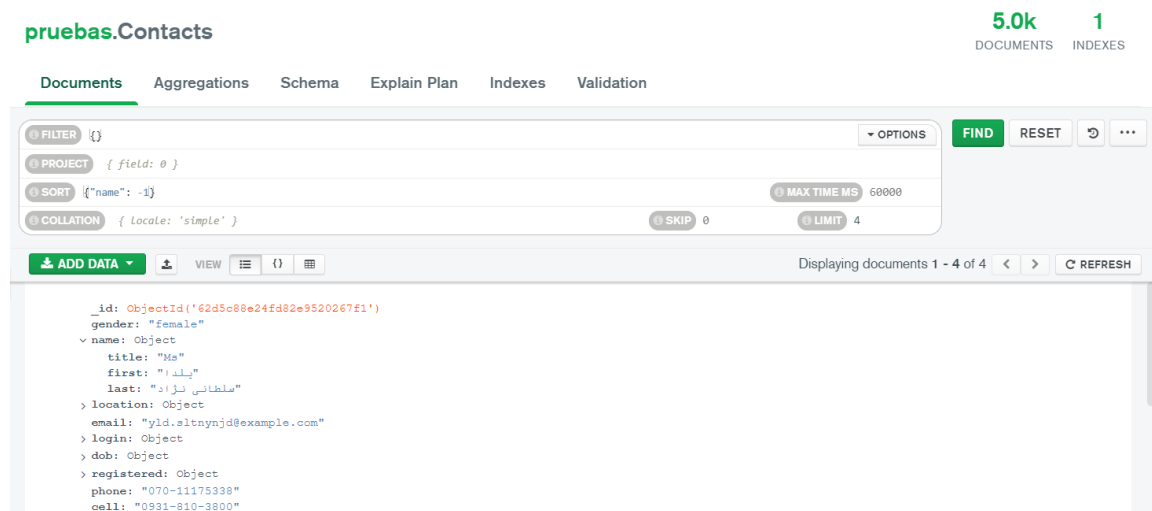 pruebas.Contacts
5.0k 1
DOCUMENTS INDEXES
Documents Aggregations Schema Explain Plan Indexes Validation
FILTER {} OPTIONS FIND RESET
PROJECT { field: 0 }
SORT {"name": -1} MAX TIME MS 60000
COLLATION { locale: 'simple' } SKIP 0 LIMIT 4
ADD DATA VIEW {} Displaying documents 1 - 4 of 4 < > REFRESH
_id: ObjectId('62d5c88e24fd82e9520267f1')
gender: "female"
name: Object
title: "Ms"
first: "یلدا"
last: "سلطانی نژاد"
location: Object
email: "yld.sltnynjd@example.com"
login: Object
dob: Object
registered: Object
phone: "070-11175338"
cell: "0931-810-3800"